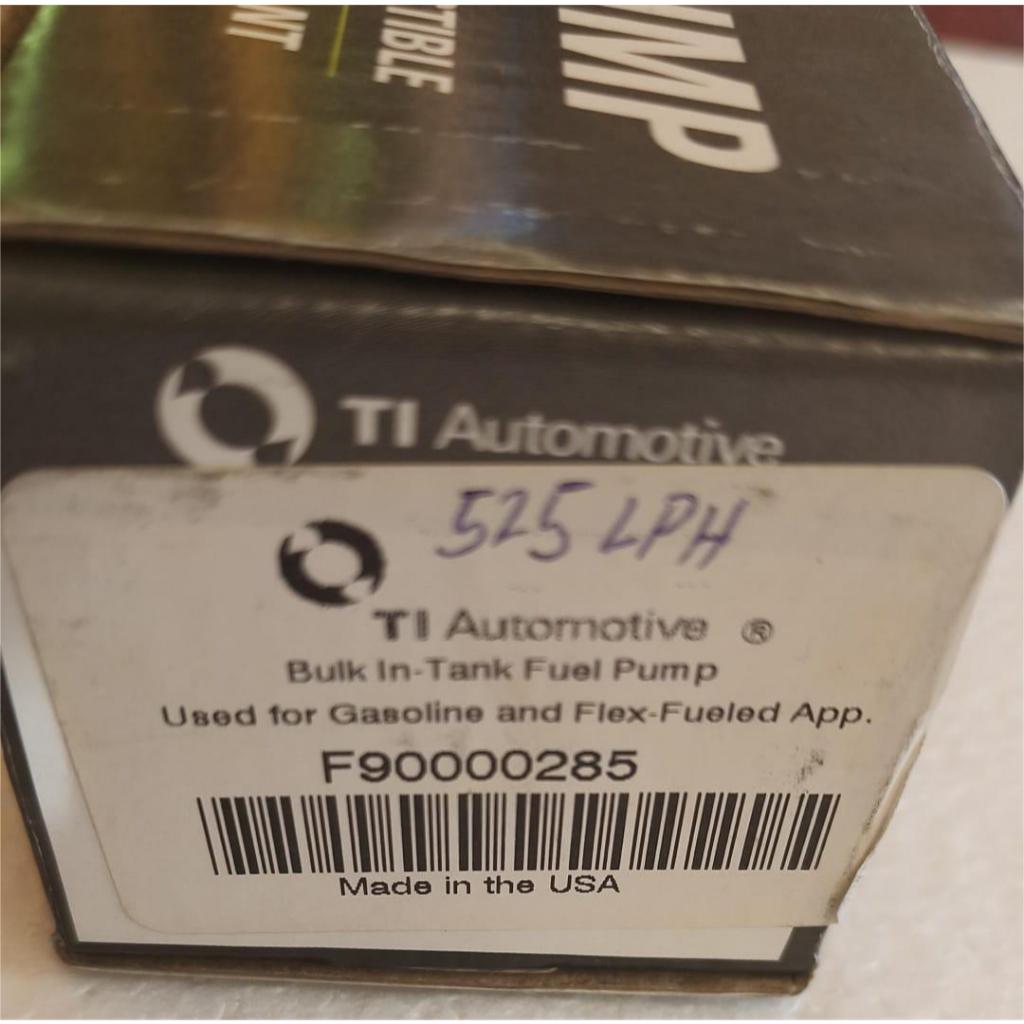 TI Automotive
525 LPH
TI Automotive ®
Bulk In-Tank Fuel Pump
Used for Gasoline and Flex-Fueled App.
F90000285
Made in the USA